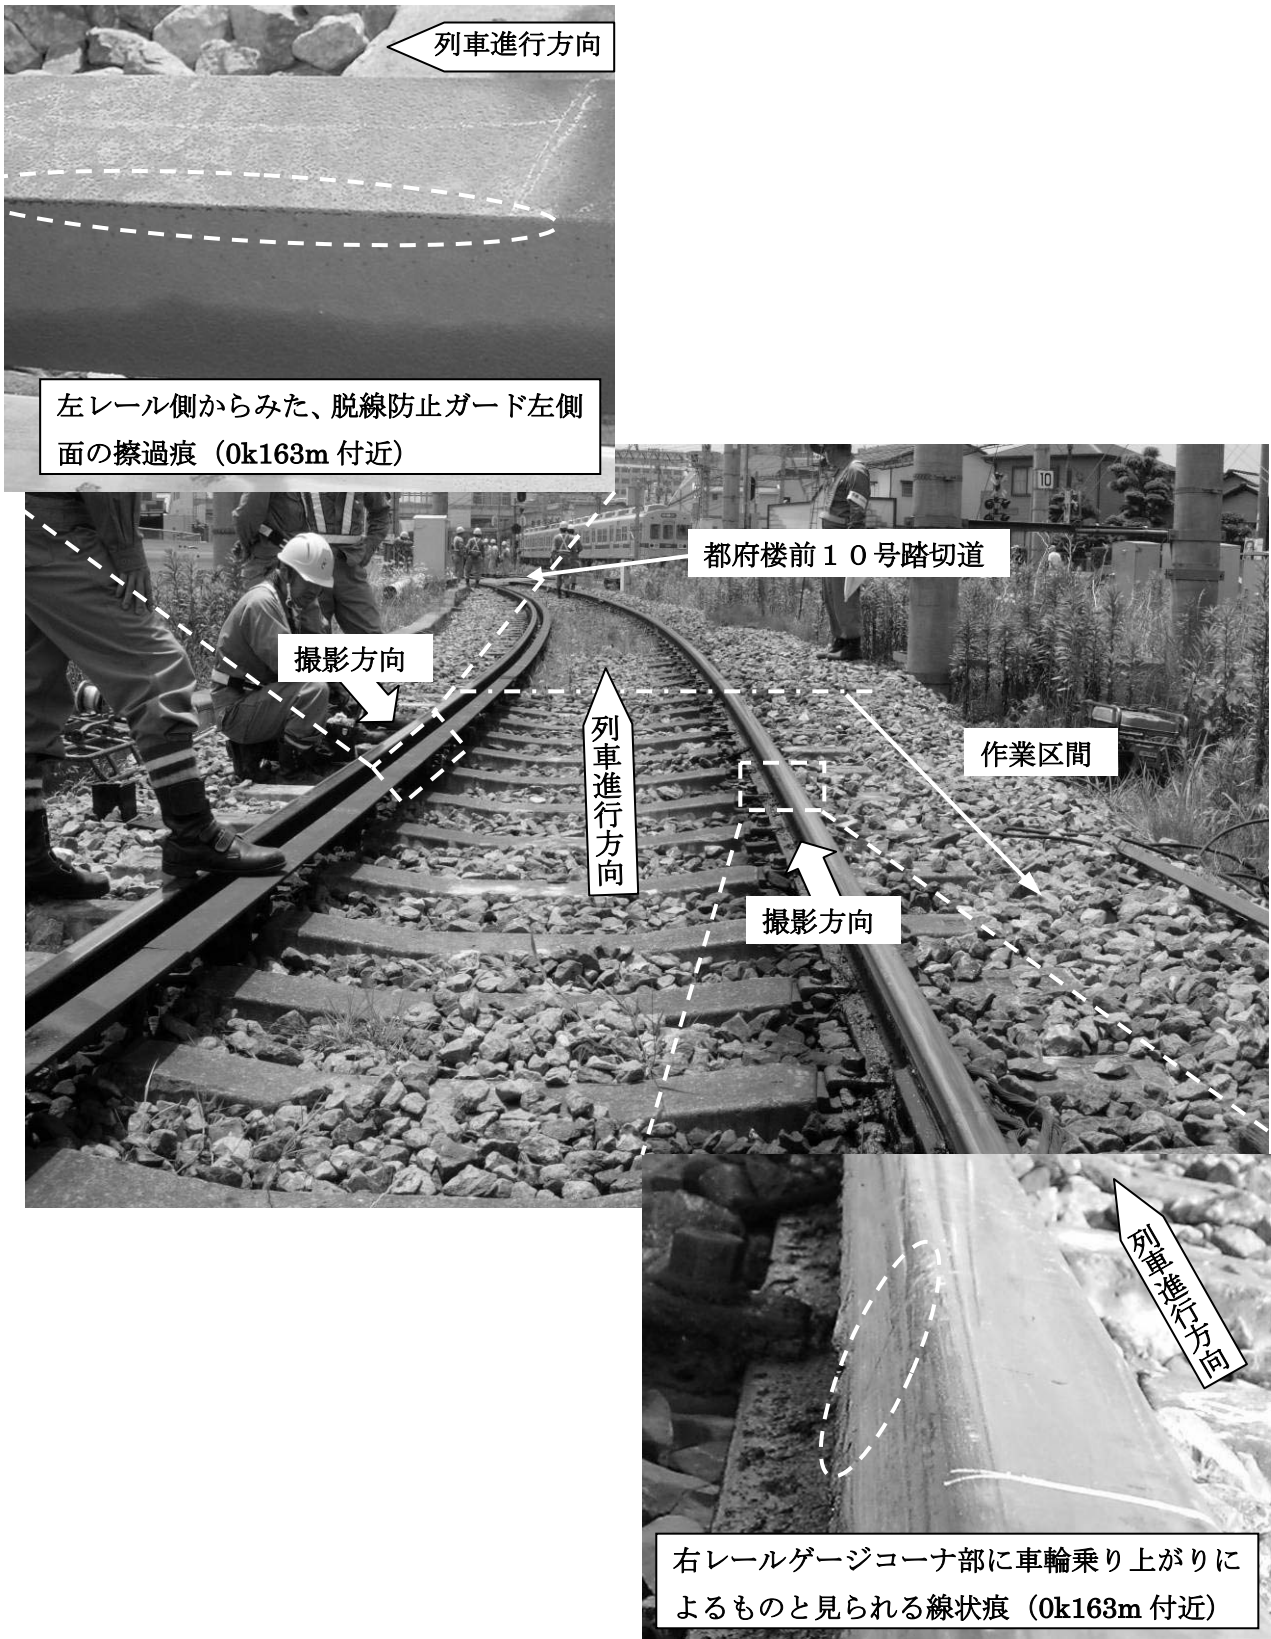 列車進行方向
左レール側からみた、脱線防止ガード左側
面の擦過痕（0k163m 付近）
10
都府楼前１０号踏切道
撮影方向
列車進行方向
作業区間
撮影方向
列車進行方向
右レールゲージコーナ部に車輪乗り上がりに
よるものと見られる線状痕（0k163m 付近）